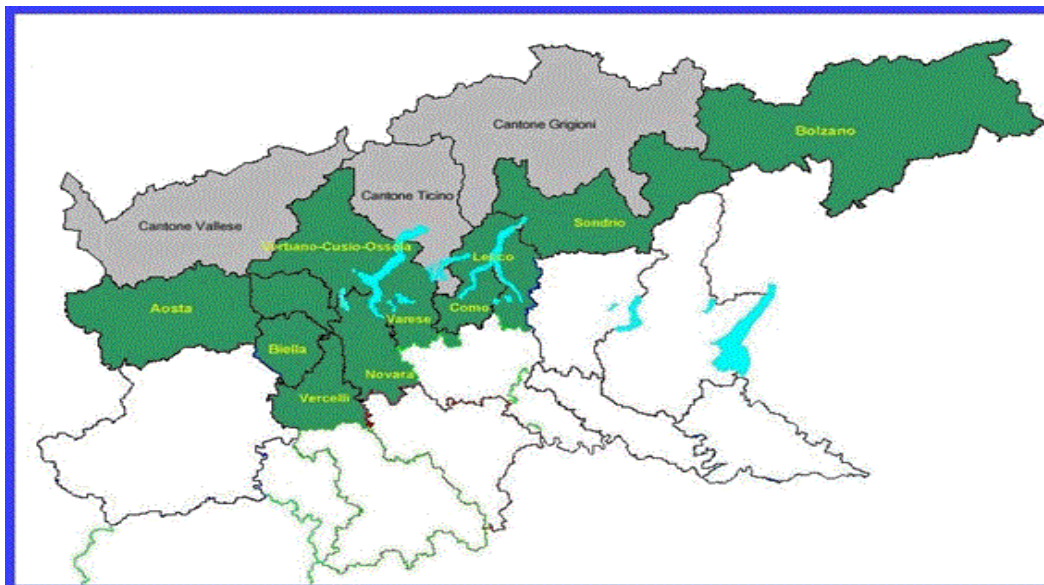 Cantone Grigioni
Bolzano
Cantone Ticino
Cantone Vallese
Sondrio
Verbano-Cusio-Ossola
Lecco
Aosta
Como
Varese
Biella
Novara
Vercelli